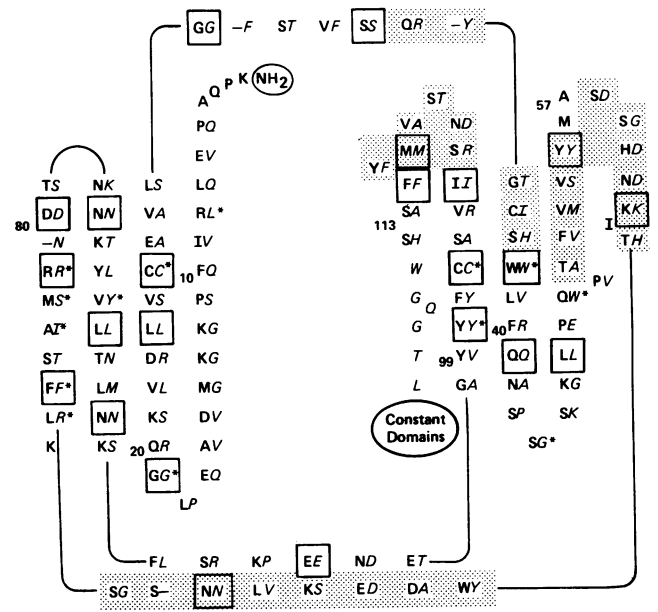 GG –F ST VF SS QR –Y
A Q P K NH2
PQ
EV
LQ
RL*
IV
10 FQ
PS
KG
KG
MG
DV
AV
EQ
LP
TS
80 DD
–N
RR*
MS*
AI*
ST
FF*
LR*
K
NK
NN
KT
YL
VY*
LL
TN
LM
NN
KS
LS
VA
EA
CC*
VS
LL
DR
VL
KS
20 QR
GG*
ST
VA ND
YF MM SR
FF II
113 SA VR
SH SA
W CC*
G Q FY
G YY*
T 99 YV
L GA
Constant
Domains
GT
CI
SH
WW*
LV
40 FR
QQ
NA
SP
SG*
57 A SD
M SG
YY HD
VS ND
VM KK
FV I TH
TA PV
QW*
PE
LL
KG
SK
FL SR KP EE ND ET
SG S– NN LV KS ED DA WY